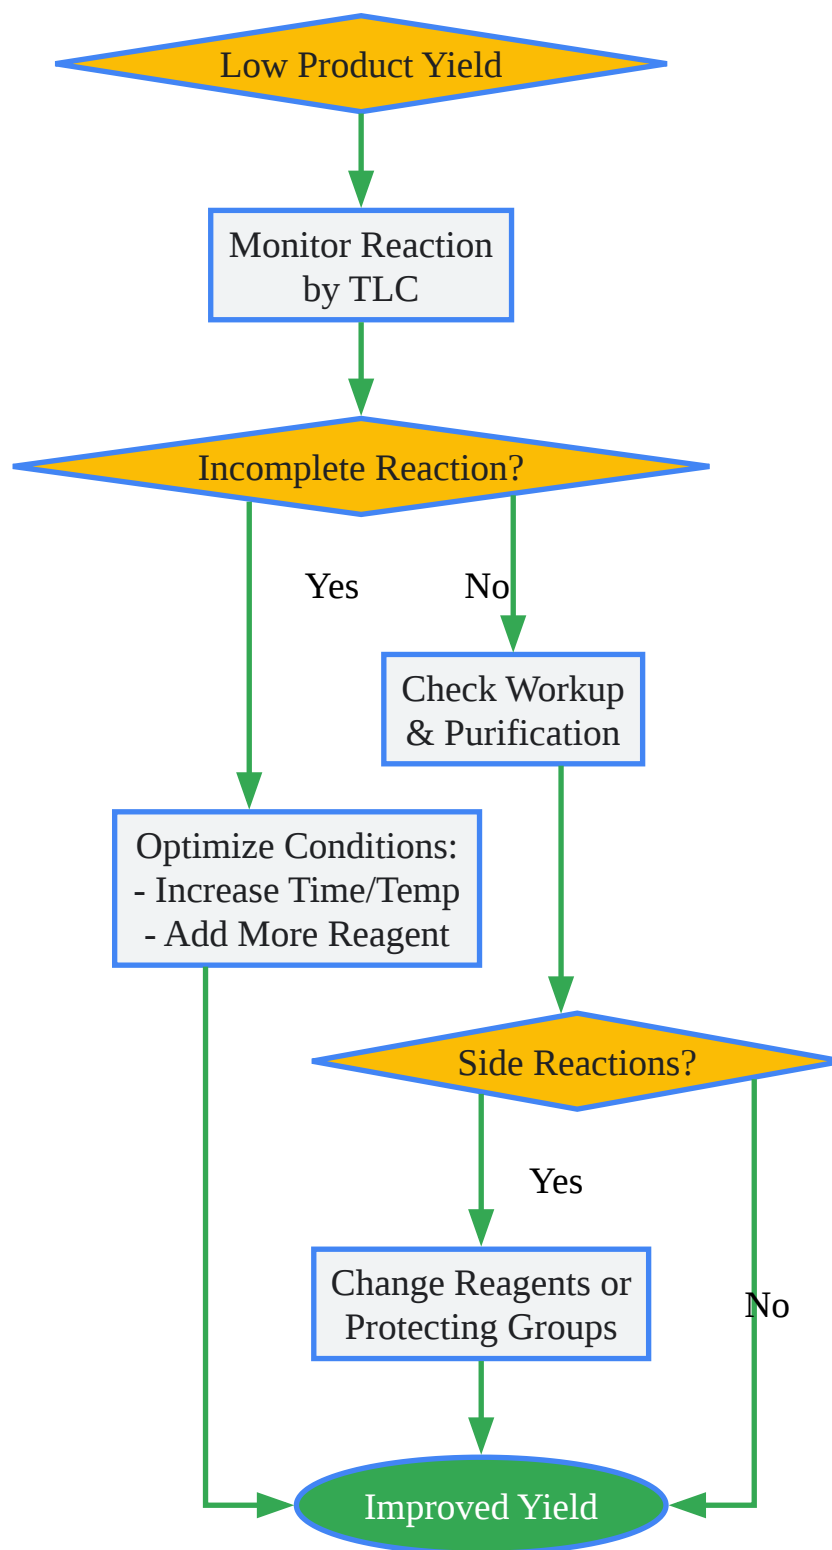 Low Product Yield
Monitor Reaction
by TLC
Incomplete Reaction?
Yes
No
Check Workup
& Purification
Optimize Conditions:
- Increase Time/Temp
- Add More Reagent
Side Reactions?
Yes
Change Reagents or
Protecting Groups
No
Improved Yield